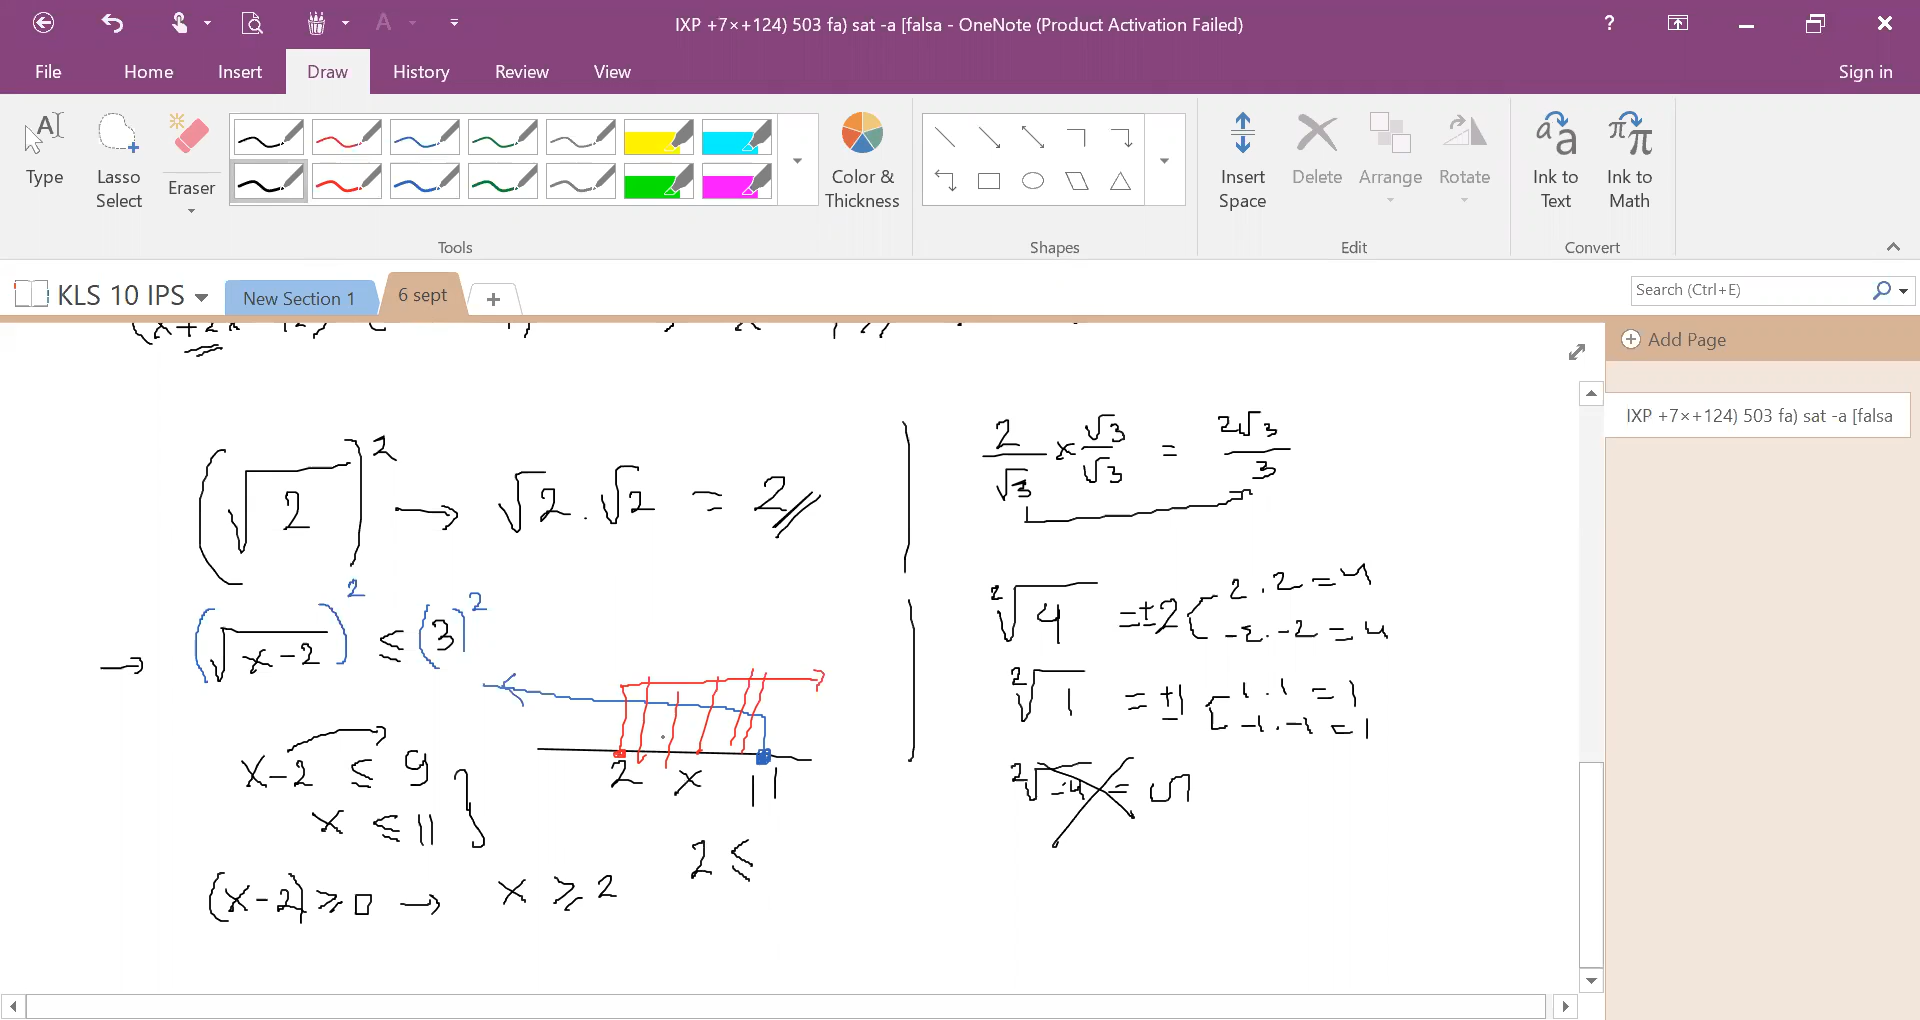 IXP +7×+124) 503 fa) sat -a [falsa - OneNote (Product Activation Failed)
?
File Home Insert Draw History Review View Sign in
Type
Lasso Select
Eraser
Color & Thickness
Insert Space
Delete
Arrange
Rotate
Ink to Text
Ink to Math
Tools
Shapes
Edit
Convert
KLS 10 IPS
New Section 1
6 sept
Search (Ctrl+E)
Add Page
IXP +7×+124) 503 fa) sat -a [falsa
(√2)² → √2 . √2 = 2
(√x-2)² ≤ (3)²
x-2 ≤ 9
x ≤ 11
(x-2) ≥ 0 → x ≥ 2
2 x 11
2 ≤
2/√3 × √3/√3 = 2√3/3
²√4 = ±2
2 . 2 = 4
-2 . -2 = 4
²√1 = ±1
1 . 1 = 1
-1 . -1 = 1
²√-4 =